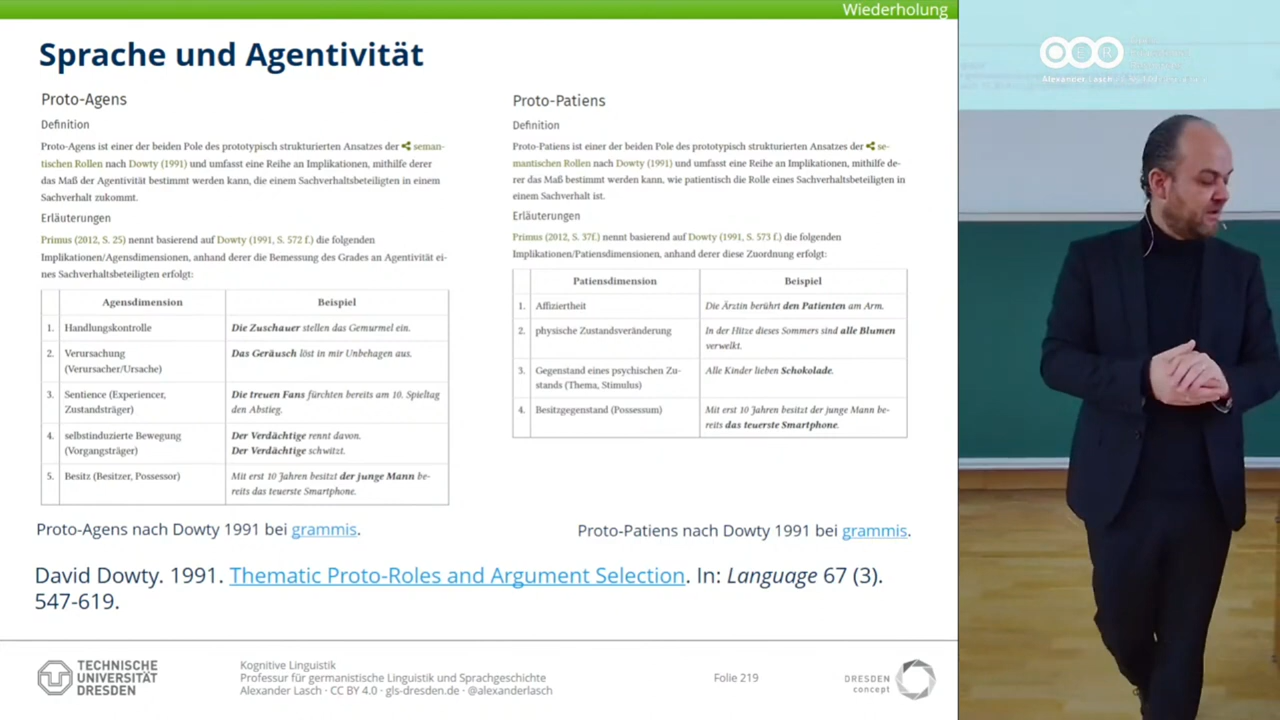 Wiederholung
Sprache und Agentivität
Proto-Agens
Definition
Proto-Agens ist einer der beiden Pole des prototypisch strukturierten Ansatzes der seman-
tischen Rollen nach Dowty (1991) und umfasst eine Reihe an Implikationen, mithilfe derer
das Maß der Agentivität bestimmt werden kann, die einem Sachverhaltsbeteiligten in einem
Sachverhalt zukommt.
Erläuterungen
Primus (2012, S. 25) nennt basierend auf Dowty (1991, S. 572 f.) die folgenden
Implikationen/Agensdimensionen, anhand derer die Bemessung des Grades an Agentivität ei-
nes Sachverhaltsbeteiligten erfolgt:
Agensdimension Beispiel
1. Handlungskontrolle Die Zuschauer stellen das Gemurmel ein.
2. Verursachung Das Geräusch löst in mir Unbehagen aus.
(Verursacher/Ursache)
3. Sentience (Experiencer, Die treuen Fans fürchten bereits am 10. Spieltag
Zustandsträger) den Abstieg.
4. selbstinduzierte Bewegung Der Verdächtige rennt davon.
(Vorgangsträger) Der Verdächtige schwitzt.
5. Besitz (Besitzer, Possessor) Mit erst 10 Jahren besitzt der junge Mann be-
reits das teuerste Smartphone.
Proto-Agens nach Dowty 1991 bei grammis.
Proto-Patiens
Definition
Proto-Patiens ist einer der beiden Pole des prototypisch strukturierten Ansatzes der se-
mantischen Rollen nach Dowty (1991) und umfasst eine Reihe an Implikationen, mithilfe de-
rer das Maß bestimmt werden kann, wie patientisch die Rolle eines Sachverhaltsbeteiligten in
einem Sachverhalt ist.
Erläuterungen
Primus (2012, S. 37f.) nennt basierend auf Dowty (1991, S. 573 f.) die folgenden
Implikationen/Patiensdimensionen, anhand derer diese Zuordnung erfolgt:
Patiensdimension Beispiel
1. Affiziertheit Die Ärztin berührt den Patienten am Arm.
2. physische Zustandsveränderung In der Hitze dieses Sommers sind alle Blumen
verwelkt.
3. Gegenstand eines psychischen Zu- Alle Kinder lieben Schokolade.
stands (Thema, Stimulus)
4. Besitzgegenstand (Possessum) Mit erst 10 Jahren besitzt der junge Mann be-
reits das teuerste Smartphone.
Proto-Patiens nach Dowty 1991 bei grammis.
David Dowty. 1991. Thematic Proto-Roles and Argument Selection. In: Language 67 (3).
547-619.
TECHNISCHE
UNIVERSITÄT
DRESDEN
Kognitive Linguistik
Professur für germanistische Linguistik und Sprachgeschichte
Alexander Lasch · CC BY 4.0 · gls-dresden.de · @alexanderlasch
Folie 219
DRESDEN
concept
OER
Alexander Lasch